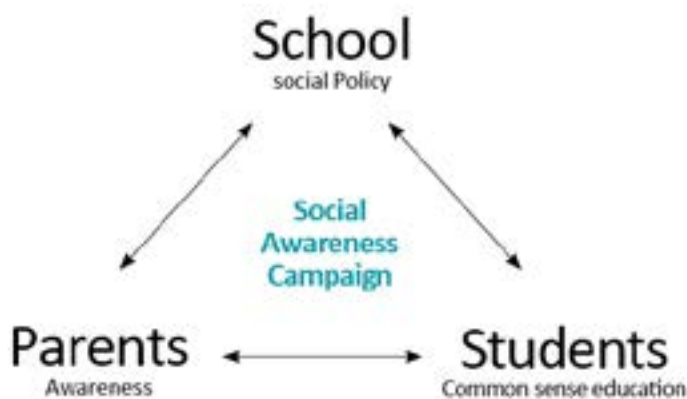 School
social Policy
Social
Awareness
Campaign
Parents
Awareness
Students
Common sense education